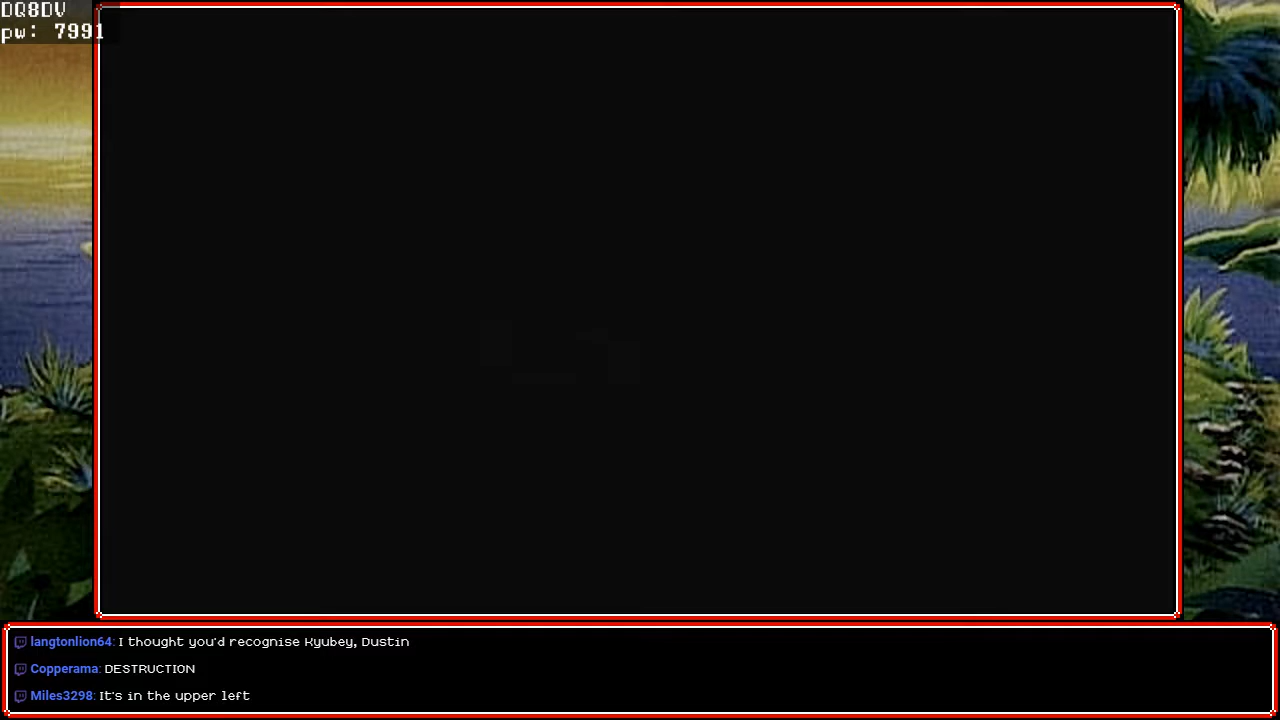 DQ8DV
pw: 7991
langtonlion64: I thought you'd recognise Kyubey, Dustin
Copperama: DESTRUCTION
Miles3298: It's in the upper left